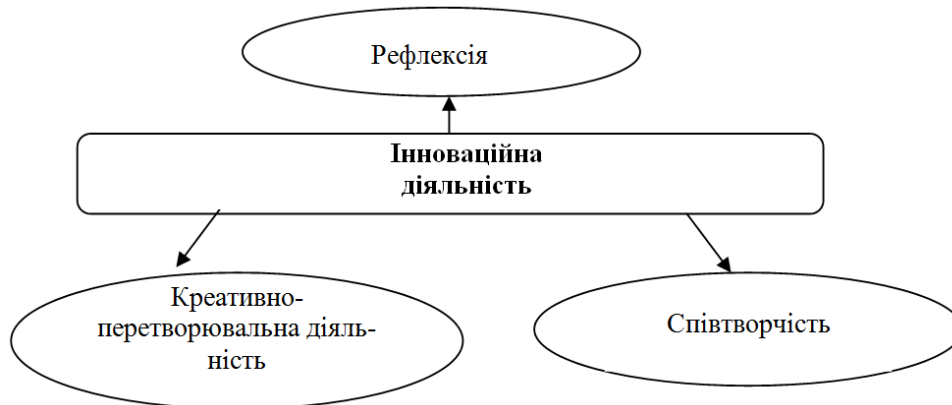 Рефлексія
Інноваційна
діяльність
Креативно-
перетворювальна діяль-
ність
Співтворчість